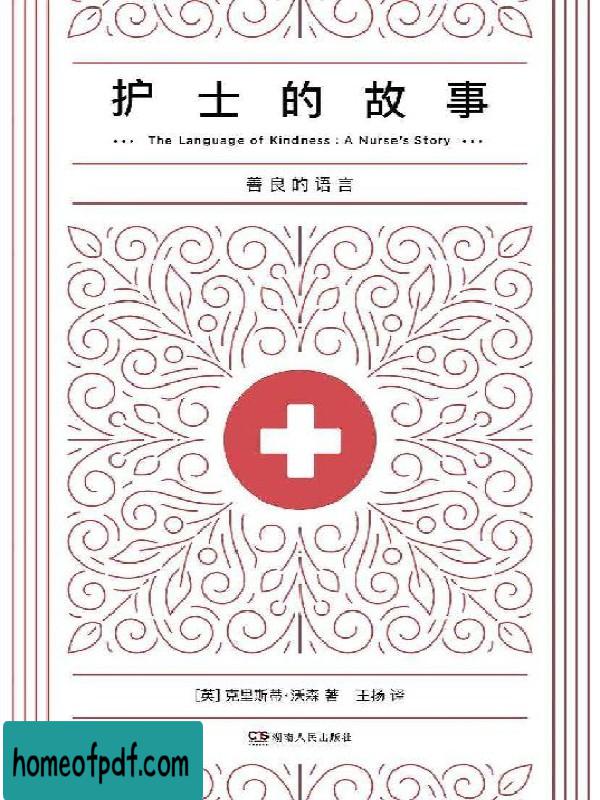 护士的故事
··· The Language of Kindness : A Nurse's Story ···
善良的语言
[英] 克里斯蒂·沃森 著 王扬 译
CS 湖南人民出版社
homeofpdf.com